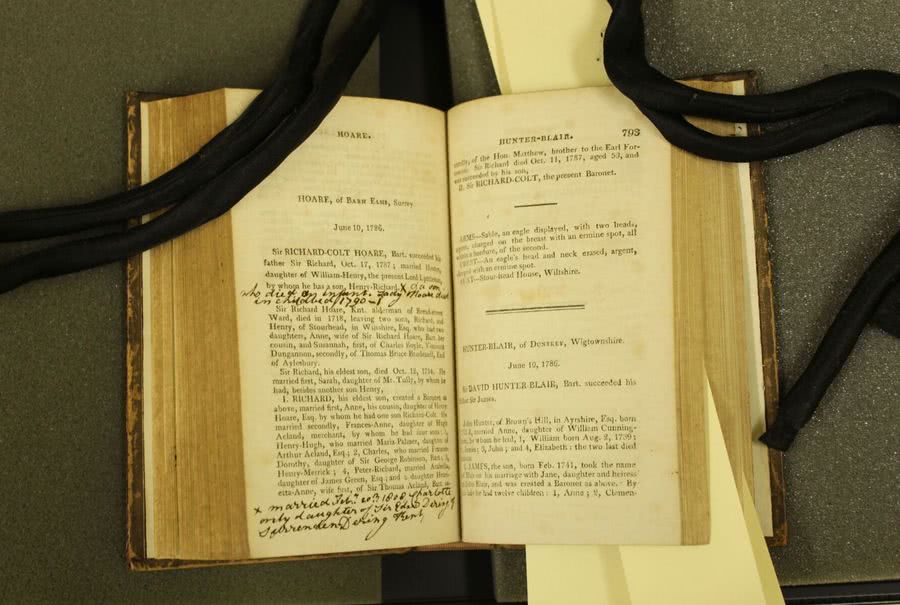 HOARE.
HOARE, of BARN ELMS, Surrey.
June 10, 1786.
Sir RICHARD-COLT HOARE, Bart. succeeded his
father Sir Richard, Oct. 17, 1787; married Hester,
daughter of William-Henry, the present Lord Lyttleton,
by whom he has a son, Henry-Richard. x & a son
who died an infant. Lady Hoare died
in childbed 1790
Sir Richard Hoare, Knt. alderman of Bread-street
Ward, died in 1718, leaving two sons, Richard, and
Henry, of Stourhead, in Wiltshire, Esq. who had two
daughters, Anne, wife of Sir Richard Hoare, Bart. her
cousin, and Susannah, first, of Charles Boyle, Viscount
Dungannon, secondly, of Thomas Bruce Brudenell, Earl
of Aylesbury.
Sir Richard, his eldest son, died Oct. 12, 1754. He
married first, Sarah, daughter of Mr. Tully, by whom he
had, besides another son Henry,
1. RICHARD, his eldest son, created a Baronet as
above, married first, Anne, his cousin, daughter of Henry
Hoare, Esq. by whom he had one son Richard-Colt. He
married secondly, Frances-Anne, daughter of Hugh
Acland, merchant, by whom he had four sons: 1,
Henry-Hugh, who married Maria-Palmer, daughter of
Arthur Acland, Esq.; 2, Charles, who married Frances
Dorothy, daughter of Sir George Robinson, Bart.; 3,
Henry-Merrick; 4, Peter-Richard, married Arabella,
daughter of James Green, Esq.; and a daughter Henri-
etta-Anne, wife first, of Sir Thomas Acland, Bart.
x married Feb. 20th 1808 Charlotte
only daughter of Sir Edwd Dering of
Surrenden Dering Kent
HUNTER-BLAIR. 793
of the Hon. Matthew, brother to the Earl For-
Sir Richard died Oct. 11, 1787, aged 53, and
was succeeded by his son,
II. Sir RICHARD-COLT, the present Baronet.
ARMS—Sable, an eagle displayed, with two heads,
argent, charged on the breast with an ermine spot, all
within a bordure, of the second.
CREST—An eagle's head and neck erased, argent,
charged with an ermine spot.
SEAT—Stour-head House, Wiltshire.
HUNTER-BLAIR, of DUNSKEY, Wigtownshire.
June 10, 1786.
Sir DAVID HUNTER-BLAIR, Bart. succeeded his
father Sir James.
John Hunter, of Brown's Hill, in Ayrshire, Esq. born
married Anne, daughter of William Cunning-
by whom he had, 1, William born Aug. 2, 1739;
James; 3, John; and 4, Elizabeth: the two last died
I. JAMES, the son, born Feb. 1741, took the name
of Blair on his marriage with Jane, daughter and heiress
John Blair, and was created a Baronet as above. By
he had twelve children: 1, Anne; 2, Clemen-